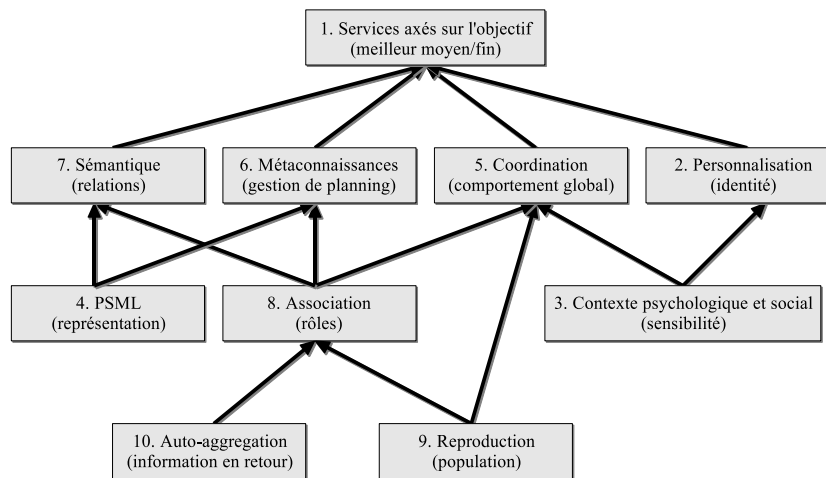 1. Services axés sur l'objectif
(meilleur moyen/fin)
7. Sémantique
(relations)
6. Métaconnaissances
(gestion de planning)
5. Coordination
(comportement global)
2. Personnalisation
(identité)
4. PSML
(représentation)
8. Association
(rôles)
3. Contexte psychologique et social
(sensibilité)
10. Auto-aggregation
(information en retour)
9. Reproduction
(population)